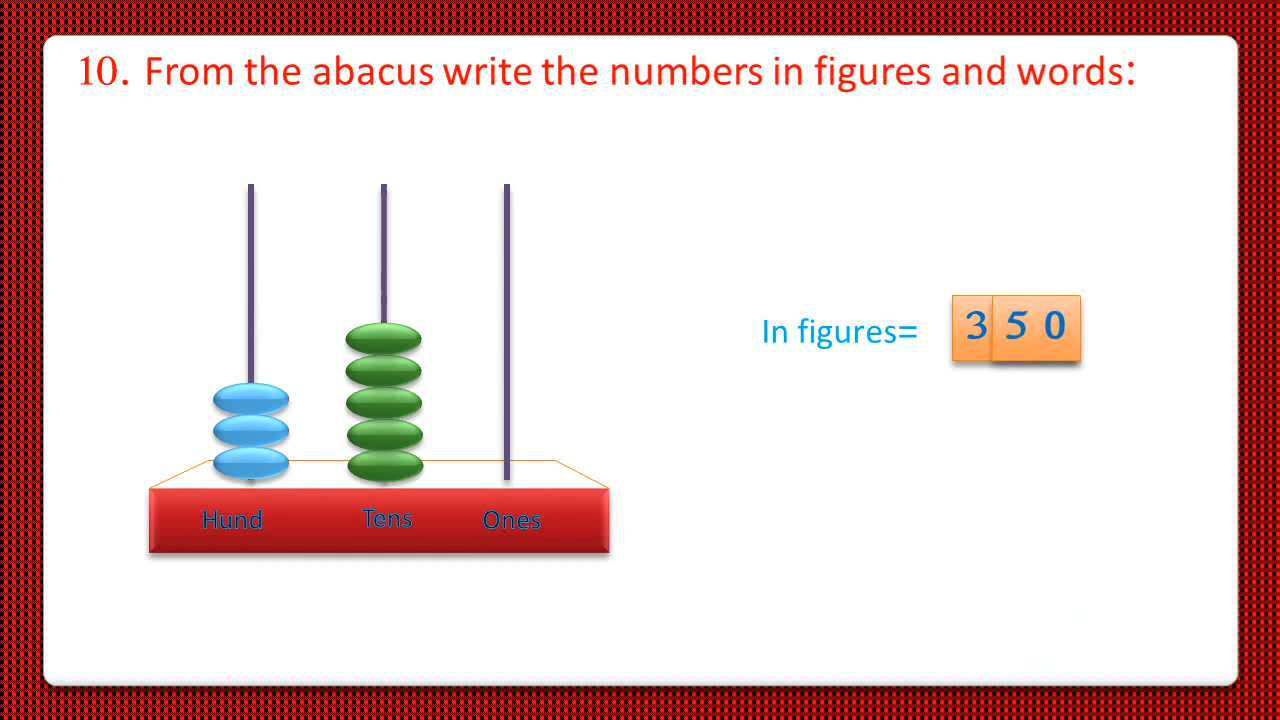 10. From the abacus write the numbers in figures and words:
In figures= 3 5 0
Hund Tens Ones